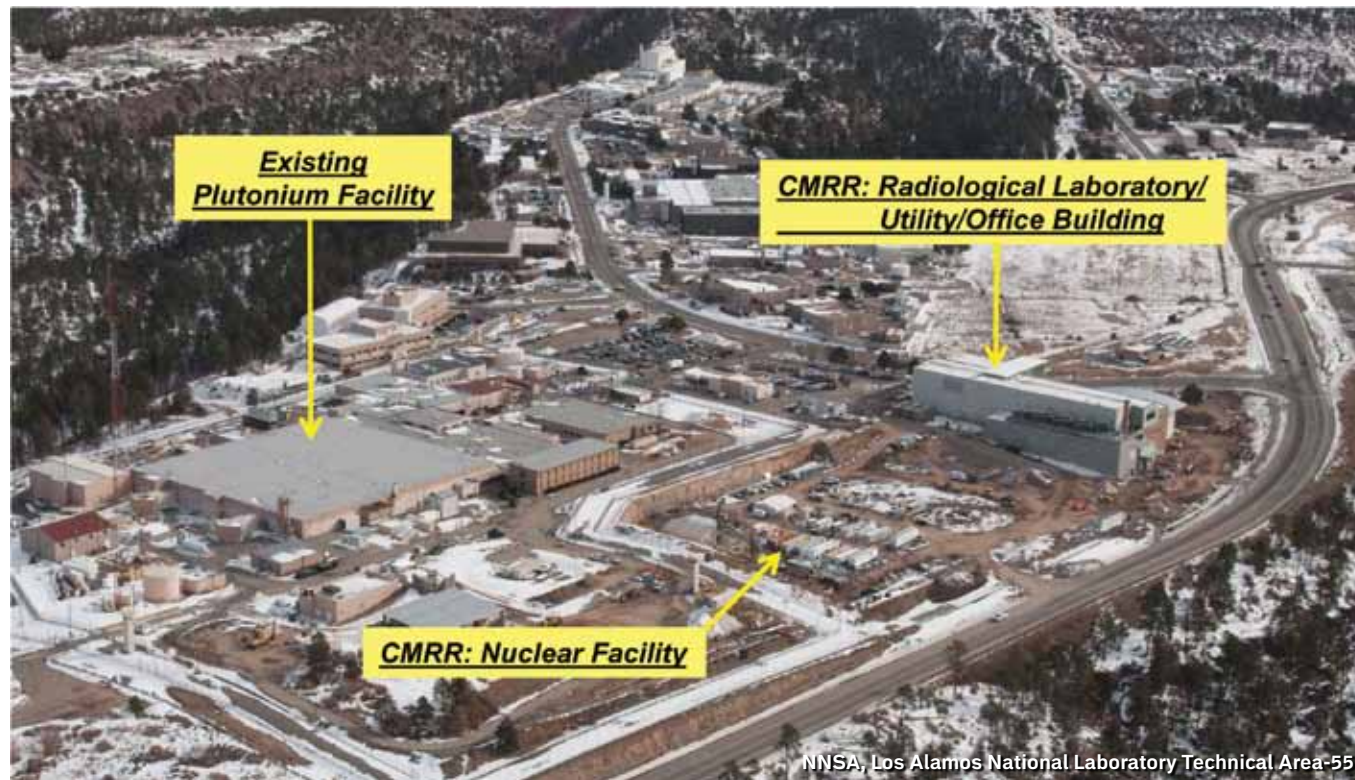 Existing
Plutonium Facility
CMRR: Radiological Laboratory/
Utility/Office Building
CMRR: Nuclear Facility
NNSA, Los Alamos National Laboratory Technical Area-55